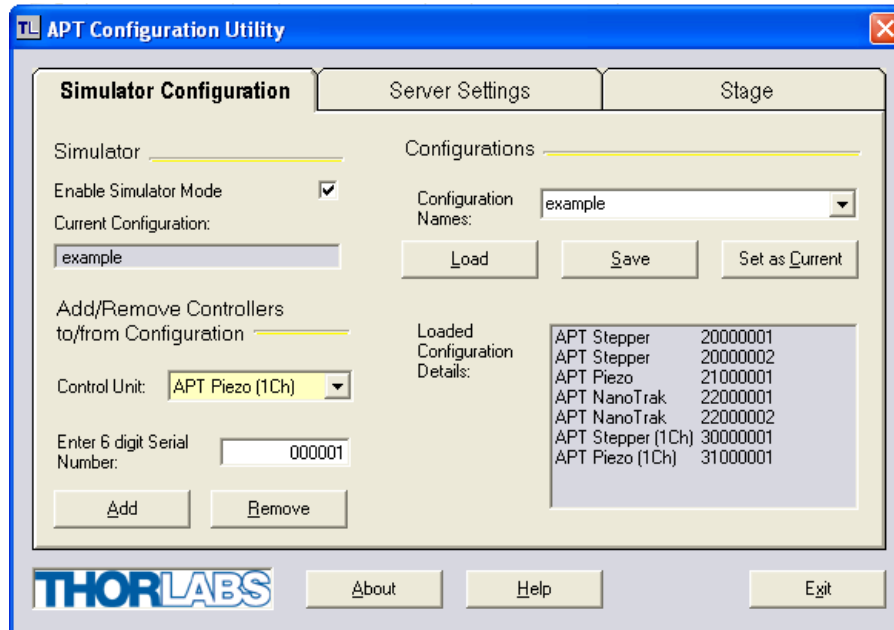 TL APT Configuration Utility
Simulator Configuration
Server Settings
Stage
Simulator
Enable Simulator Mode
Current Configuration:
example
Add/Remove Controllers
to/from Configuration
Control Unit: APT Piezo (1Ch)
Enter 6 digit Serial
Number:
000001
Add
Remove
Configurations
Configuration
Names:
example
Load
Save
Set as Current
Loaded
Configuration
Details:
APT Stepper 20000001
APT Stepper 20000002
APT Piezo 21000001
APT NanoTrak 22000001
APT NanoTrak 22000002
APT Stepper (1Ch) 30000001
APT Piezo (1Ch) 31000001
THORLABS
About
Help
Exit